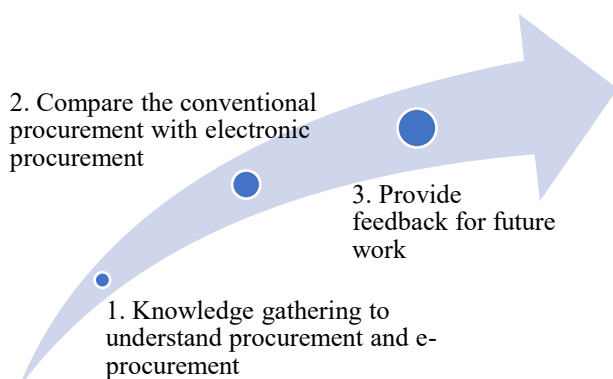 2. Compare the conventional
procurement with electronic
procurement
3. Provide
feedback for future
work
1. Knowledge gathering to
understand procurement and e-
procurement